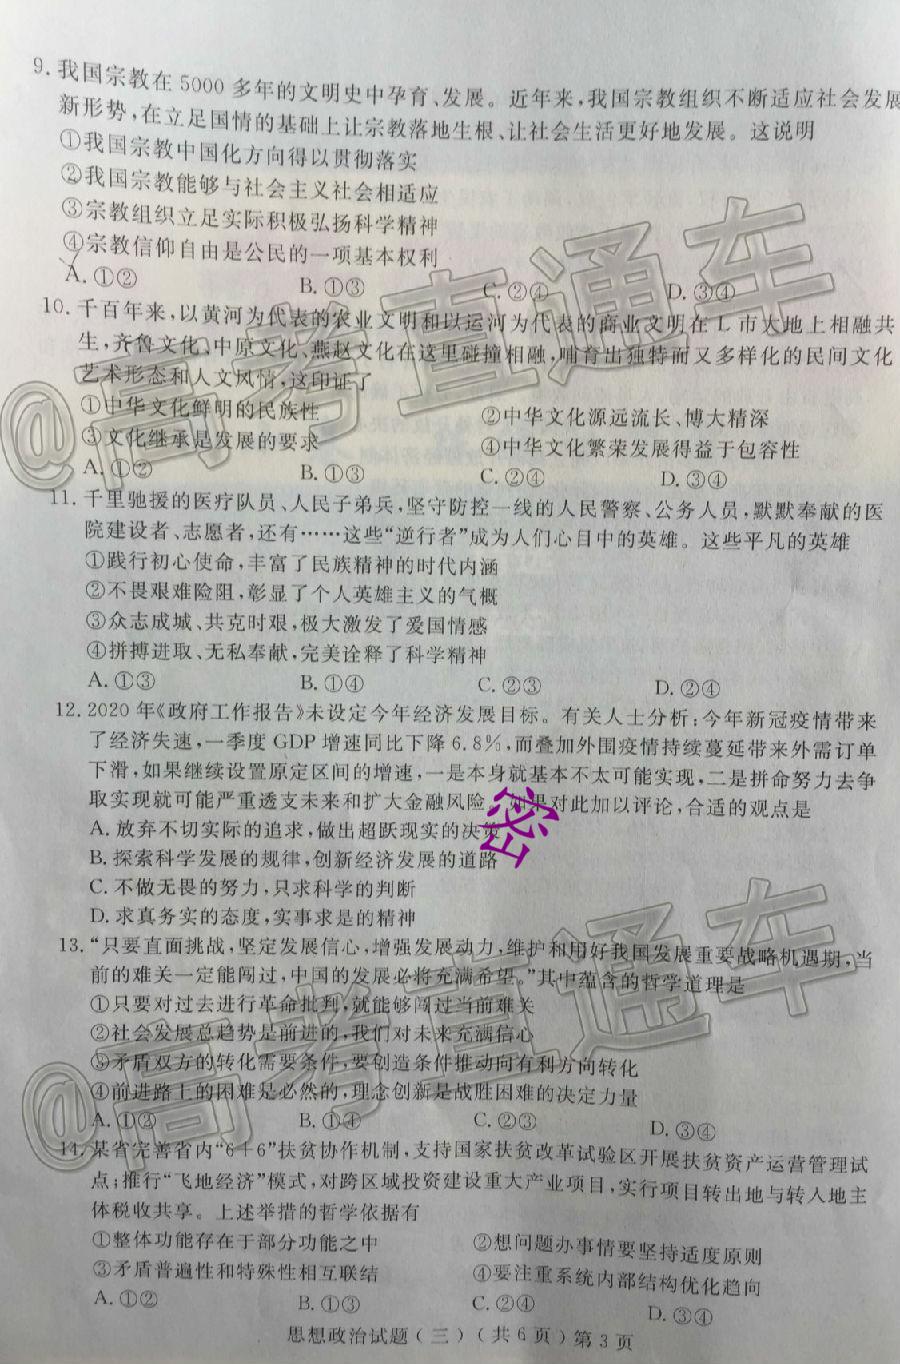 9. 我国宗教在5000多年的文明史中孕育、发展。近年来,我国宗教组织不断适应社会发展
新形势,在立足国情的基础上让宗教落地生根、让社会生活更好地发展。这说明
①我国宗教中国化方向得以贯彻落实
②我国宗教能够与社会主义社会相适应
③宗教组织立足实际积极弘扬科学精神
④宗教信仰自由是公民的一项基本权利
A. ①② B. ①③ C. ②④ D. ③④
10. 千百年来,以黄河为代表的农业文明和以运河为代表的商业文明在L市大地上相融共
生,齐鲁文化、中原文化、燕赵文化在这里碰撞相融,哺育出独特而又多样化的民间文化
艺术形态和人文风情,这印证了
①中华文化鲜明的民族性 ②中华文化源远流长、博大精深
③文化继承是发展的要求 ④中华文化繁荣发展得益于包容性
A. ①② B. ①③ C. ②④ D. ③④
11. 千里驰援的医疗队员、人民子弟兵,坚守防控一线的人民警察、公务人员,默默奉献的医
院建设者、志愿者,还有……这些“逆行者”成为人们心目中的英雄。这些平凡的英雄
①践行初心使命,丰富了民族精神的时代内涵
②不畏艰难险阻,彰显了个人英雄主义的气概
③众志成城、共克时艰,极大激发了爱国情感
④拼搏进取、无私奉献,完美诠释了科学精神
A. ①③ B. ①④ C. ②③ D. ②④
12. 2020年《政府工作报告》未设定今年经济发展目标。有关人士分析:今年新冠疫情带来
了经济失速,一季度GDP增速同比下降6.8%,而叠加外围疫情持续蔓延带来外需订单
下滑,如果继续设置原定区间的增速,一是本身就基本不太可能实现,二是拼命努力去争
取实现就可能严重透支未来和扩大金融风险。如果对此加以评论,合适的观点是
A. 放弃不切实际的追求,做出超跃现实的决策
B. 探索科学发展的规律,创新经济发展的道路
C. 不做无畏的努力,只求科学的判断
D. 求真务实的态度,实事求是的精神
密
13. “只要直面挑战,坚定发展信心,增强发展动力,维护和用好我国发展重要战略机遇期,当
前的难关一定能闯过,中国的发展必将充满希望。”其中蕴含的哲学道理是
①只要对过去进行革命批判,就能够闯过当前难关
②社会发展总趋势是前进的,我们对未来充满信心
③矛盾双方的转化需要条件,要创造条件推动向有利方向转化
④前进路上的困难是必然的,理念创新是战胜困难的决定力量
A. ①② B. ①④ C. ②③ D. ③④
14. 某省完善省内“6+6”扶贫协作机制,支持国家扶贫改革试验区开展扶贫资产运营管理试
点;推行“飞地经济”模式,对跨区域投资建设重大产业项目,实行项目转出地与转入地主
体税收共享。上述举措的哲学依据有
①整体功能存在于部分功能之中 ②想问题办事情要坚持适度原则
③矛盾普遍性和特殊性相互联结 ④要注重系统内部结构优化趋向
A. ①② B. ①③ C. ②④ D. ③④
思想政治试题(三)(共6页)第3页
@高考直通车
@高考直通车